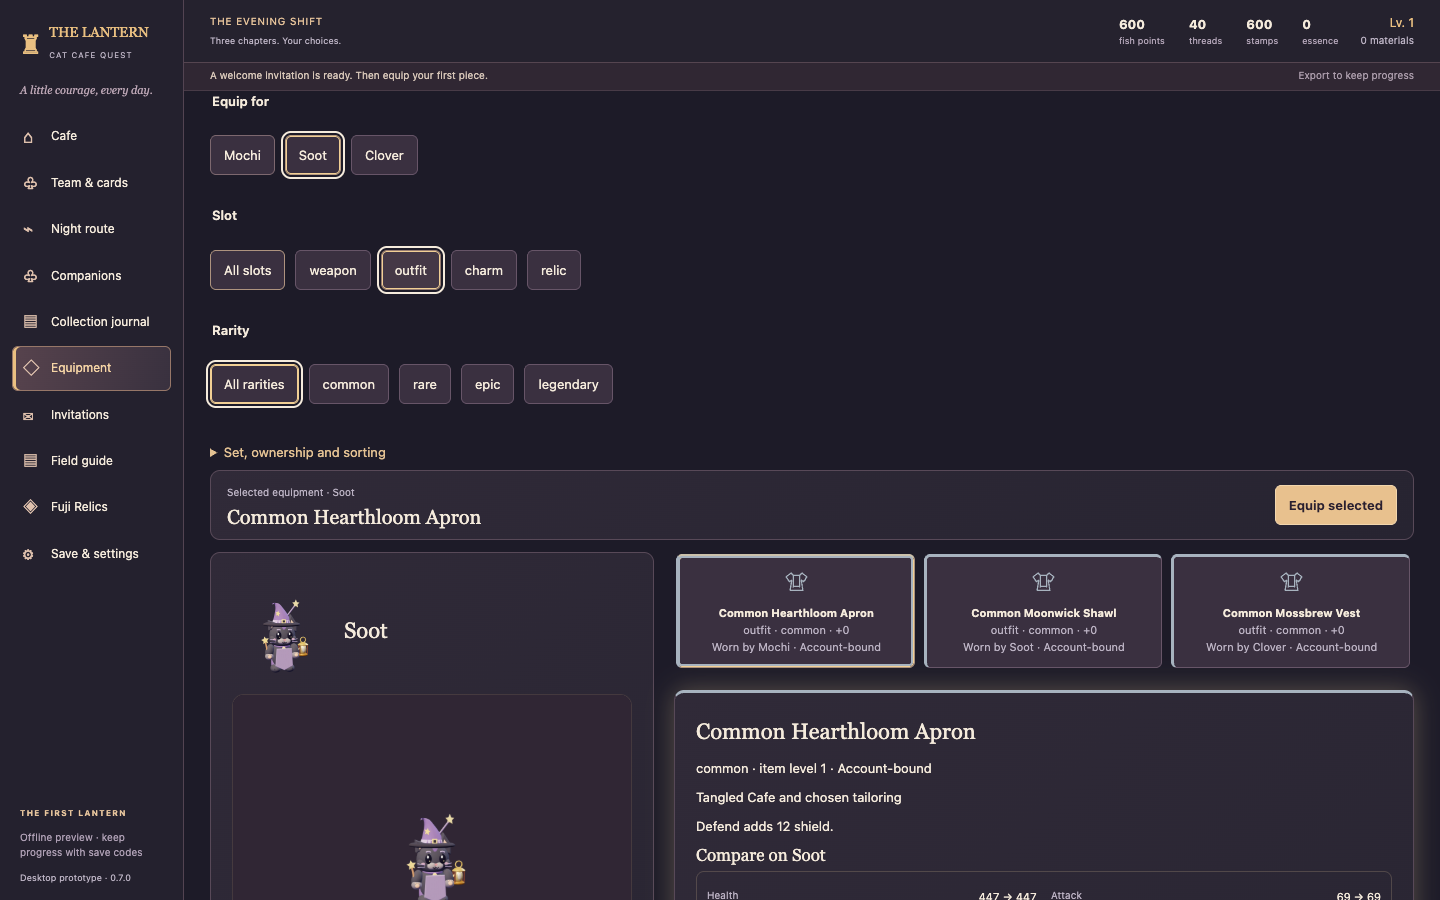 THE LANTERN
CAT CAFE QUEST
A little courage, every day.
Cafe
Team & cards
Night route
Companions
Collection journal
Equipment
Invitations
Field guide
Fuji Relics
Save & settings
THE FIRST LANTERN
Offline preview · keep
progress with save codes
Desktop prototype · 0.7.0
THE EVENING SHIFT
Three chapters. Your choices.
600 fish points
40 threads
600 stamps
0 essence
Lv. 1
0 materials
A welcome invitation is ready. Then equip your first piece.
Export to keep progress
Equip for
Mochi Soot Clover
Slot
All slots weapon outfit charm relic
Rarity
All rarities common rare epic legendary
Set, ownership and sorting
Selected equipment · Soot
Common Hearthloom Apron
Equip selected
Soot
Common Hearthloom Apron
outfit · common · +0
Worn by Mochi · Account-bound
Common Moonwick Shawl
outfit · common · +0
Worn by Soot · Account-bound
Common Mossbrew Vest
outfit · common · +0
Worn by Clover · Account-bound
Common Hearthloom Apron
common · item level 1 · Account-bound
Tangled Cafe and chosen tailoring
Defend adds 12 shield.
Compare on Soot
Health 447 → 447 Attack 69 → 69